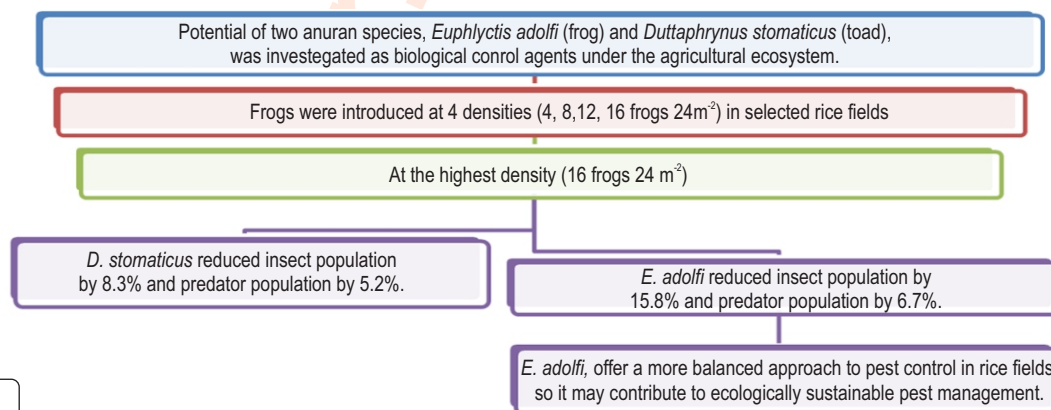 Potential of two anuran species, Euphlyctis adolfi (frog) and Duttaphrynus stomaticus (toad),
was investegated as biological conrol agents under the agricultural ecosystem.
Frogs were introduced at 4 densities (4, 8,12, 16 frogs 24m⁻²) in selected rice fields
At the highest density (16 frogs 24 m⁻²)
D. stomaticus reduced insect population
by 8.3% and predator population by 5.2%.
E. adolfi reduced insect population by
15.8% and predator population by 6.7%.
E. adolfi, offer a more balanced approach to pest control in rice fields
so it may contribute to ecologically sustainable pest management.